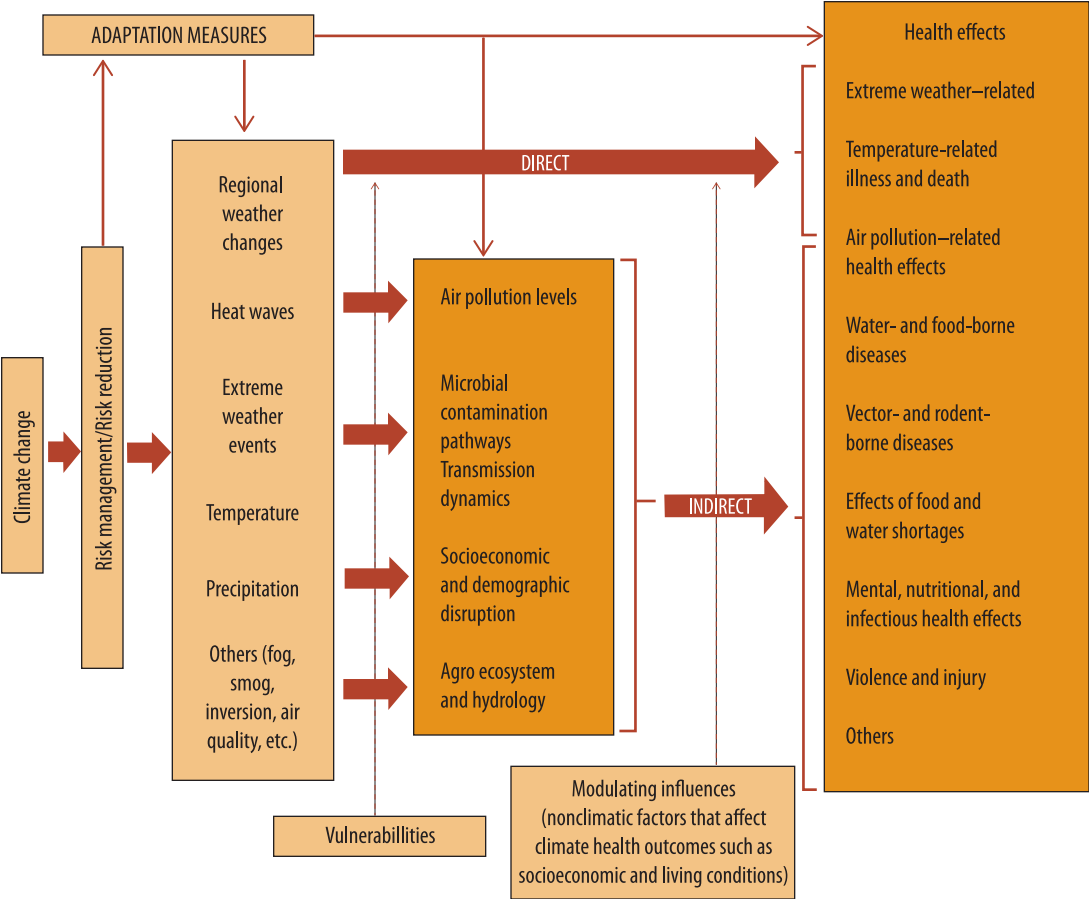 ADAPTATION MEASURES
Climate change
Risk management/Risk reduction
Regional
weather
changes
Heat waves
Extreme
weather
events
Temperature
Precipitation
Others (fog,
smog,
inversion, air
quality, etc.)
DIRECT
Air pollution levels
Microbial
contamination
pathways
Transmission
dynamics
Socioeconomic
and demographic
disruption
Agro ecosystem
and hydrology
INDIRECT
Health effects
Extreme weather–related
Temperature-related
illness and death
Air pollution–related
health effects
Water- and food-borne
diseases
Vector- and rodent-
borne diseases
Effects of food and
water shortages
Mental, nutritional, and
infectious health effects
Violence and injury
Others
Vulnerabillities
Modulating influences
(nonclimatic factors that affect
climate health outcomes such as
socioeconomic and living conditions)